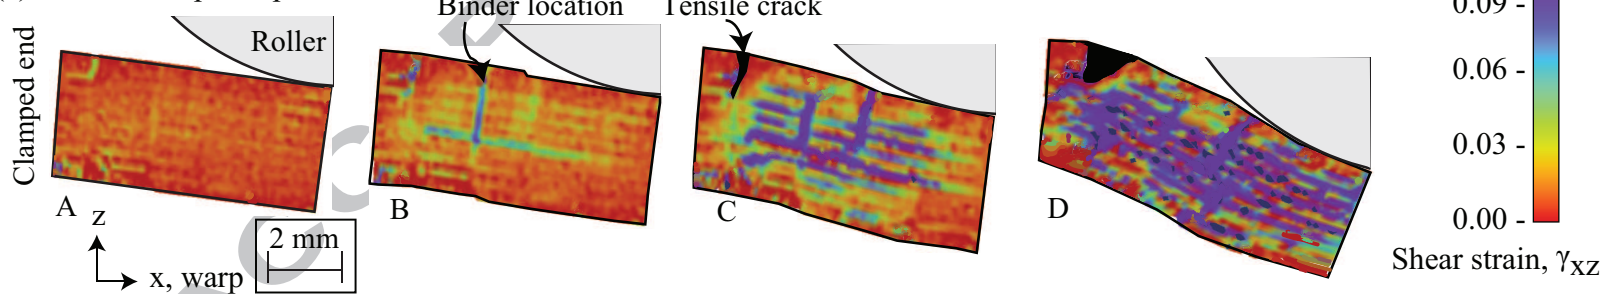 Binder location
Tensile crack
0.09 -
Clamped end
Roller
0.06 -
0.03 -
A
B
C
D
z
2 mm
x, warp
0.00 -
Shear strain, γxz